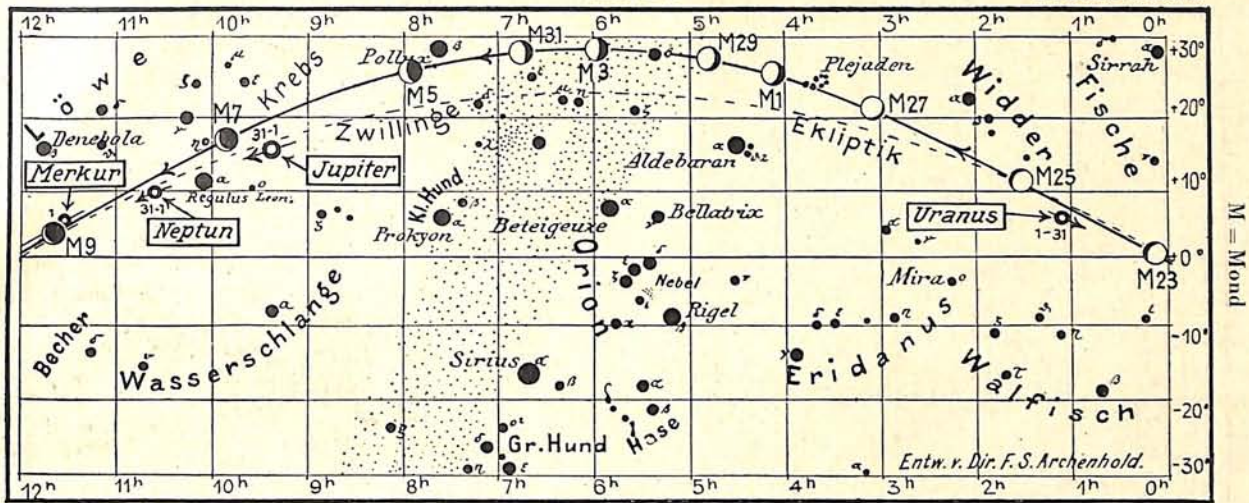 12h 11h 10h 9h 8h 7h 6h 5h 4h 3h 2h 1h 0h
M31 M3 M29 M1 M27 M25 M23
M5 M7 M9
+30°
+20°
+10°
±0°
-10°
-20°
-30°
Löwe
Krebs
Pollux
Zwillinge
Plejaden
Widder
Fische
Sirrah
Denebola
Merkur
31-1
Jupiter
Regulus Leon.
31-1
Neptun
Kl. Hund
Prokyon
Aldebaran
Ekliptik
Beteigeuze
Bellatrix
Uranus
1-31
Orion
Nebel
Rigel
Mira
Becher
Wasserschlange
Sirius
Eridanus
Walfisch
Gr. Hund
Hase
Entw. v. Dir. F. S. Archenhold.
12h 11h 10h 9h 8h 7h 6h 5h 4h 3h 2h 1h 0h
M = Mond